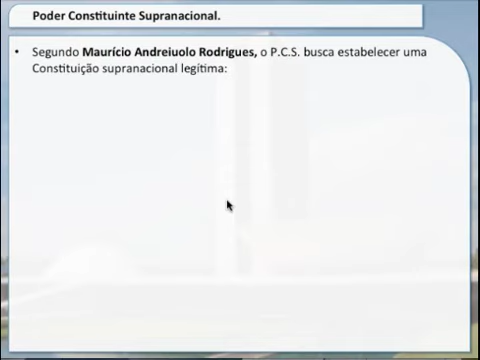 Poder Constituinte Supranacional.
• Segundo Maurício Andreiuolo Rodrigues, o P.C.S. busca estabelecer uma
Constituição supranacional legítima: